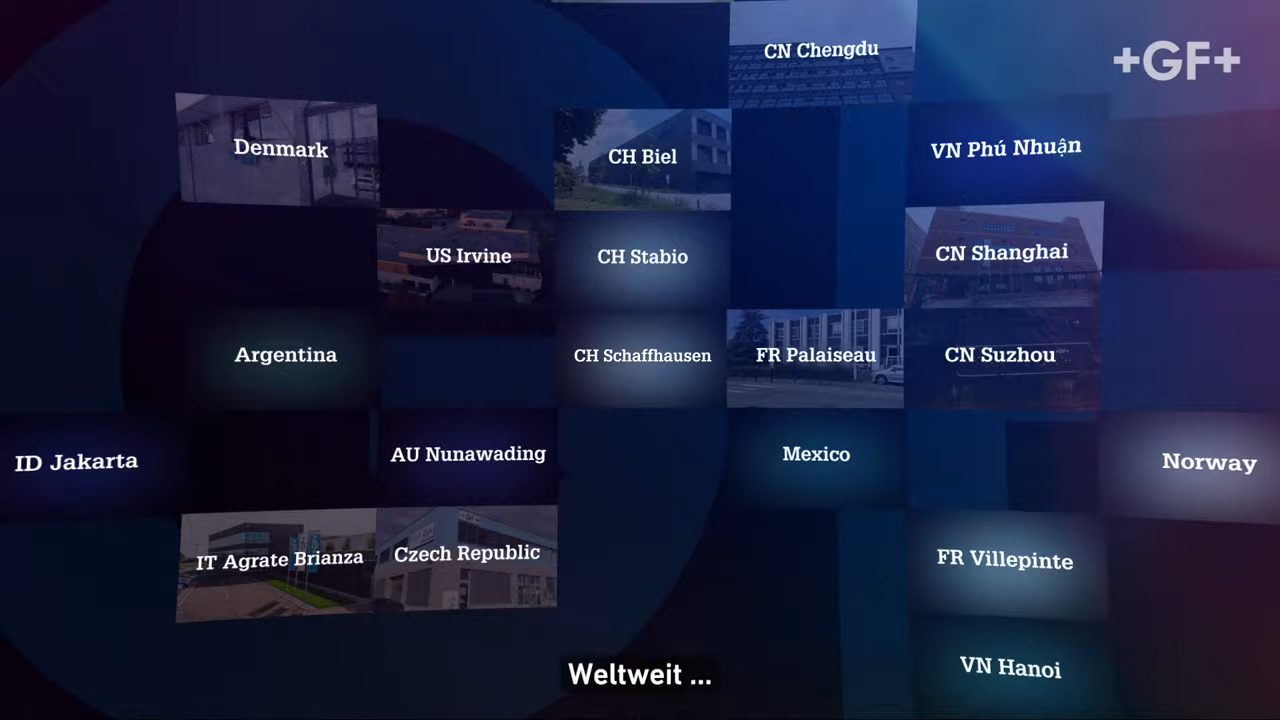 CN Chengdu
+GF+
Denmark
CH Biel
VN Phú Nhuận
US Irvine
CH Stabio
CN Shanghai
Argentina
CH Schaffhausen
FR Palaiseau
CN Suzhou
ID Jakarta
AU Nunawading
Mexico
Norway
IT Agrate Brianza
Czech Republic
FR Villepinte
VN Hanoi
Weltweit ...